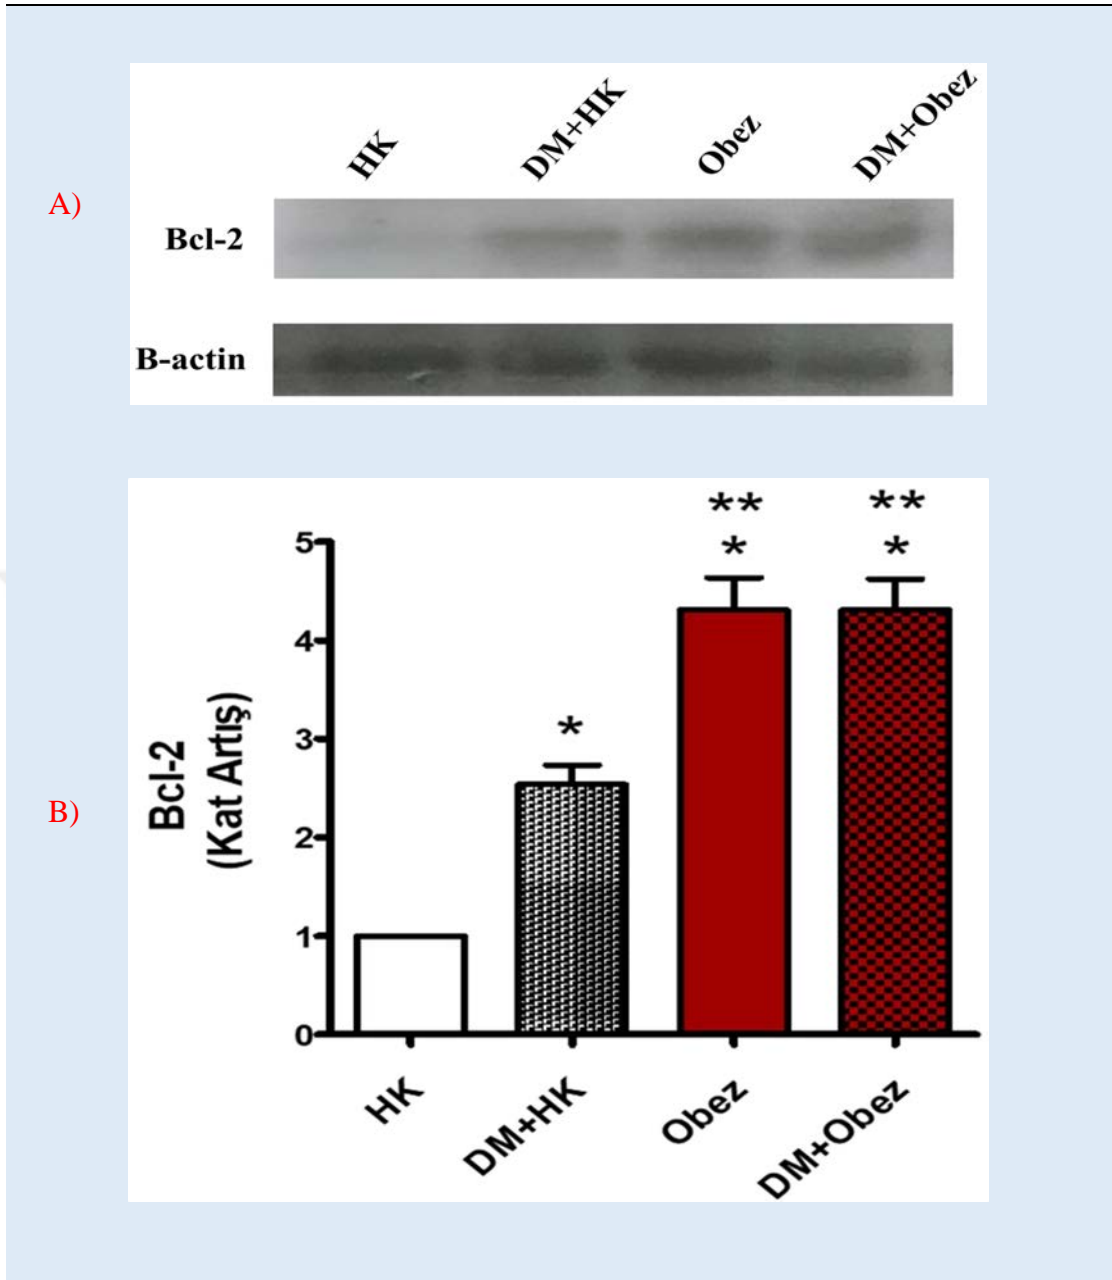 A)
HK
DM+HK
Obez
DM+Obez
Bcl-2
B-actin
B)
Bcl-2
(Kat Artış)
5
4
3
2
1
0
*
**
*
**
*
HK
DM+HK
Obez
DM+Obez